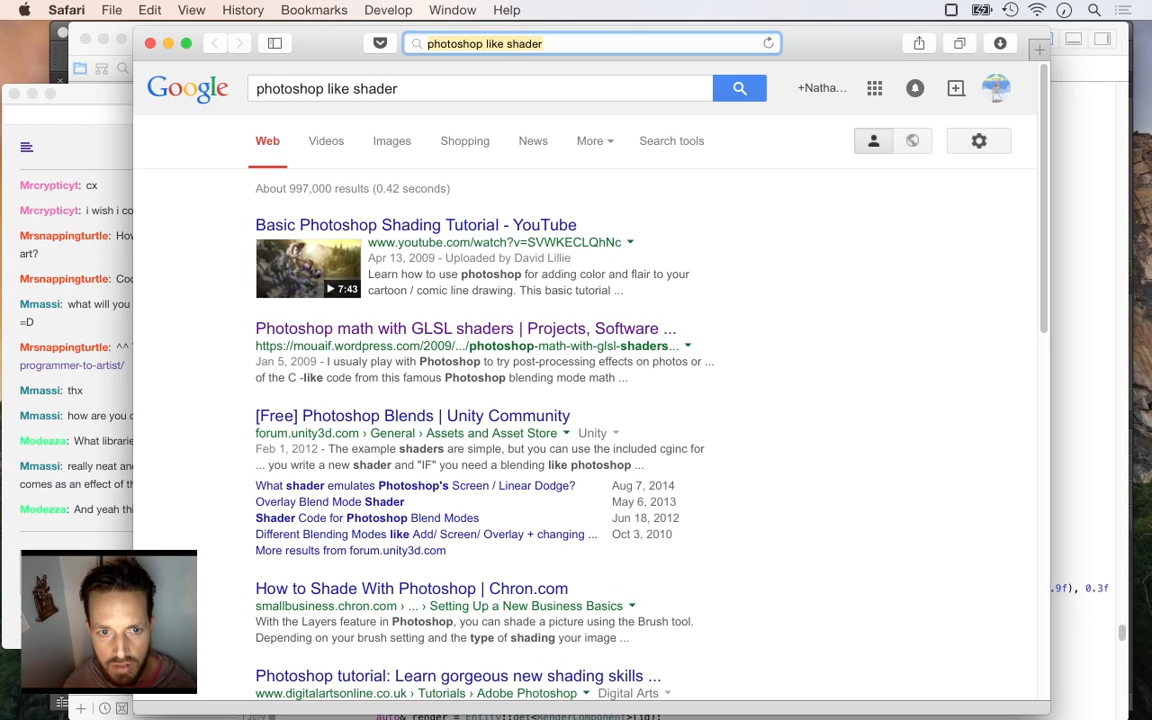 Safari File Edit View History Bookmarks Develop Window Help
photoshop like shader
Google photoshop like shader +Natha...
Web Videos Images Shopping News More Search tools
About 997,000 results (0.42 seconds)
Basic Photoshop Shading Tutorial - YouTube
www.youtube.com/watch?v=SVWKECLQhNc
Apr 13, 2009 - Uploaded by David Lillie
Learn how to use photoshop for adding color and flair to your
cartoon / comic line drawing. This basic tutorial ...
7:43
Photoshop math with GLSL shaders | Projects, Software ...
https://mouaif.wordpress.com/2009/.../photoshop-math-with-glsl-shaders...
Jan 5, 2009 - I usualy play with Photoshop to try post-processing effects on photos or ...
of the C -like code from this famous Photoshop blending mode math ...
[Free] Photoshop Blends | Unity Community
forum.unity3d.com › General › Assets and Asset Store Unity
Feb 1, 2012 - The example shaders are simple, but you can use the included cginc for
... you write a new shader and "IF" you need a blending like photoshop ...
What shader emulates Photoshop's Screen / Linear Dodge? Aug 7, 2014
Overlay Blend Mode Shader May 6, 2013
Shader Code for Photoshop Blend Modes Jun 18, 2012
Different Blending Modes like Add/ Screen/ Overlay + changing ... Oct 3, 2010
More results from forum.unity3d.com
How to Shade With Photoshop | Chron.com
smallbusiness.chron.com › ... › Setting Up a New Business Basics
With the Layers feature in Photoshop, you can shade a picture using the Brush tool.
Depending on your brush setting and the type of shading your image ...
Photoshop tutorial: Learn gorgeous new shading skills ...
www.digitalartsonline.co.uk › Tutorials › Adobe Photoshop Digital Arts
Mrcrypticyt: cx
Mrcrypticyt: i wish i co
Mrsnappingturtle: How
art?
Mrsnappingturtle: Coo
Mmassi: what will you
=D
Mrsnappingturtle: ^^
programmer-to-artist/
Mmassi: thx
Mmassi: how are you
Modezza: What librarie
Mmassi: really neat an
comes as an effect of th
Modezza: And yeah thi
.9f), 0.3f
auto& render = Entity::get<RenderComponent>(id);